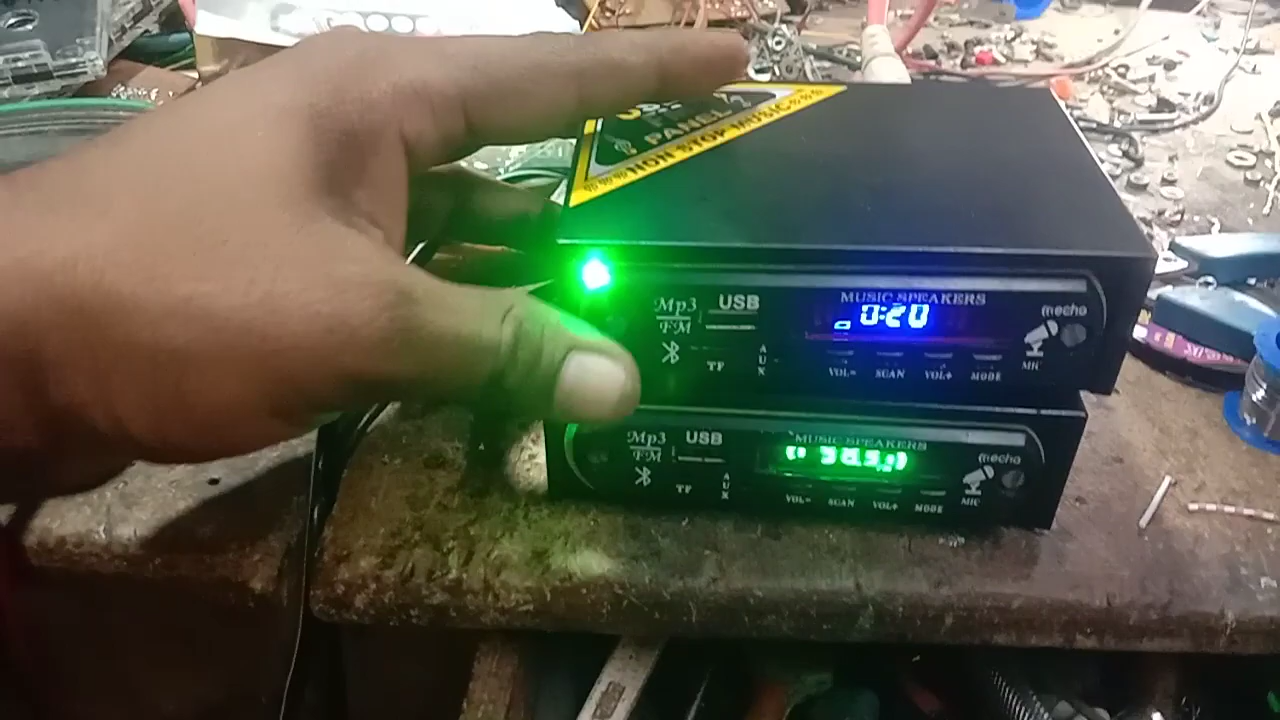 PANEL
NON STOP MUSIC
Mp3
FM
USB
MUSIC SPEAKERS
0:20
mecho
TF
AUX
VOL- SCAN VOL+ MODE
MIC
Mp3
FM
USB
MUSIC SPEAKERS
mecho
TF
AUX
VOL- SCAN VOL+ MODE
MIC